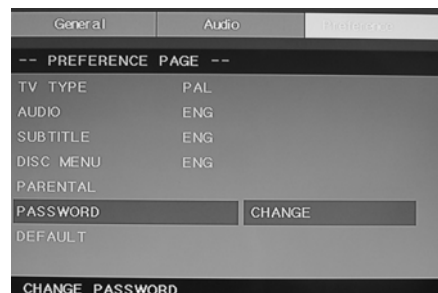 General Audio Preference
-- PREFERENCE PAGE --
TV TYPE PAL
AUDIO ENG
SUBTITLE ENG
DISC MENU ENG
PARENTAL
PASSWORD CHANGE
DEFAULT
CHANGE PASSWORD